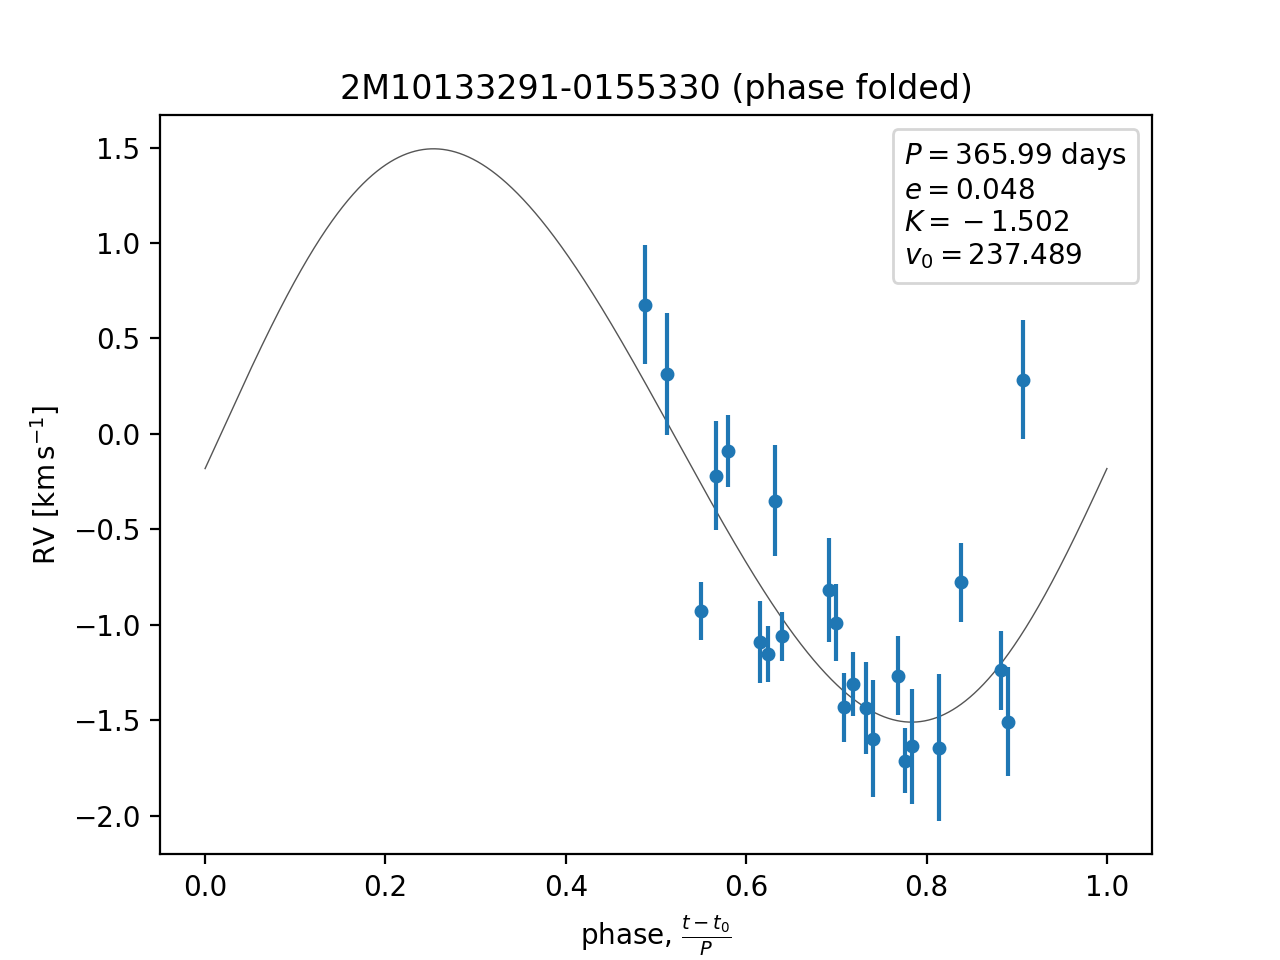 2M10133291-0155330 (phase folded)
P = 365.99 days
e = 0.048
K = −1.502
v₀ = 237.489
1.5
1.0
0.5
0.0
−0.5
−1.0
−1.5
−2.0
RV [km s⁻¹]
0.0 0.2 0.4 0.6 0.8 1.0
phase, (t − t₀)/P